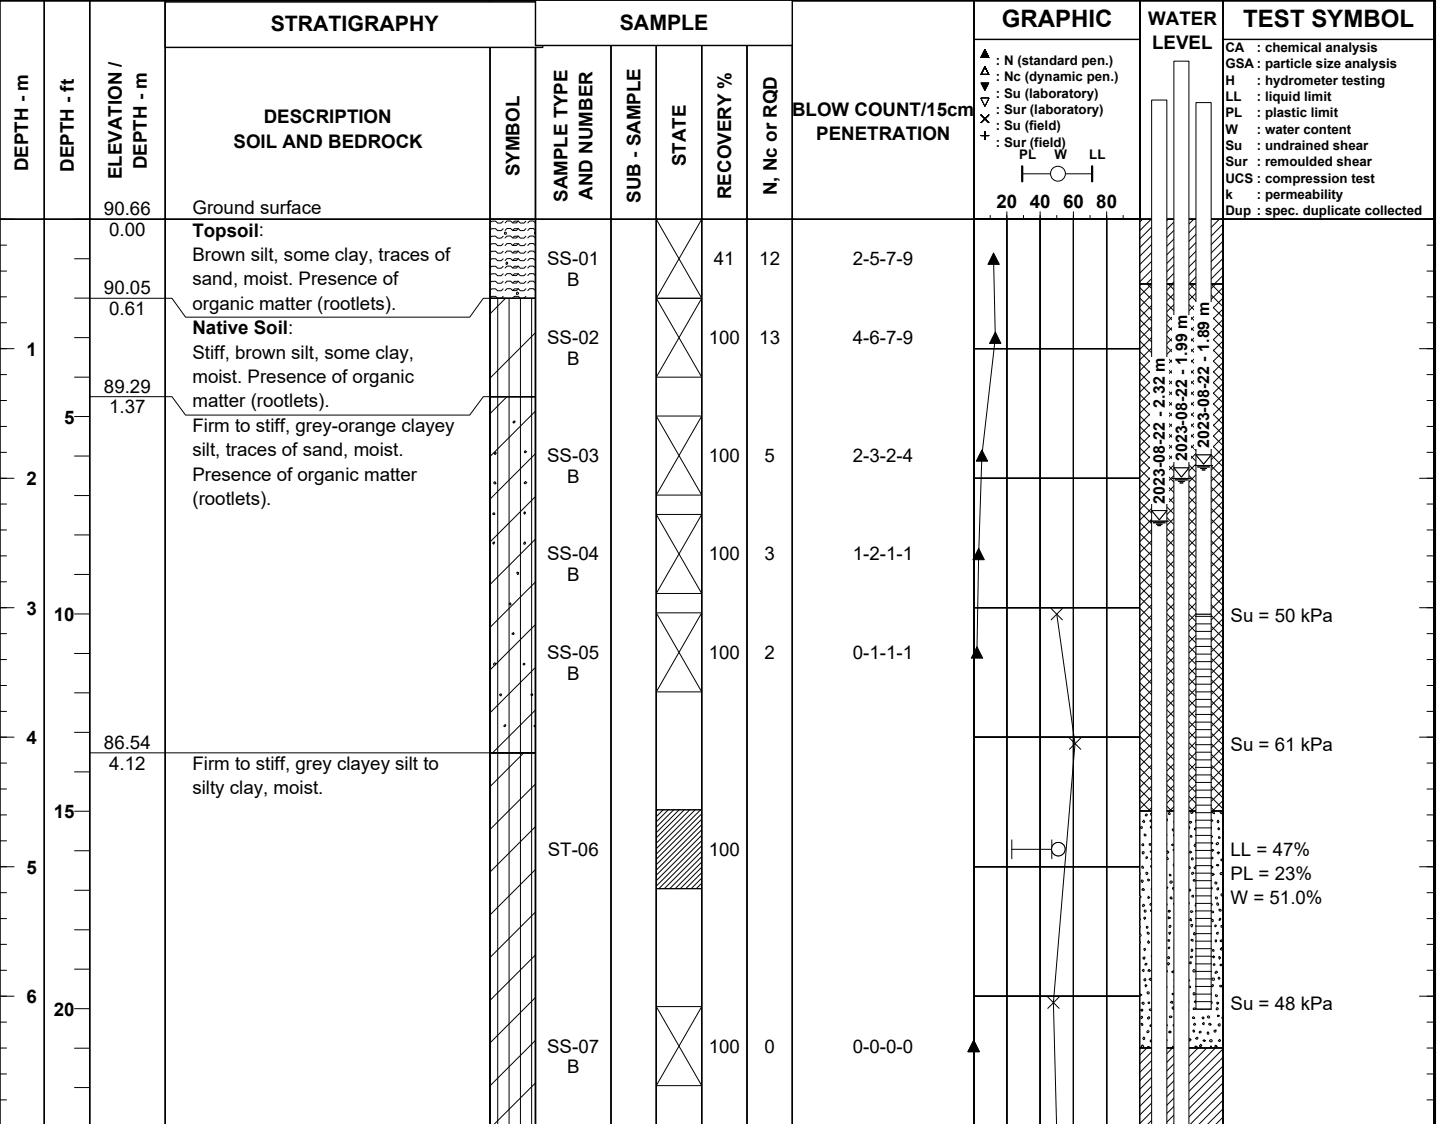 STRATIGRAPHY
SAMPLE
GRAPHIC
WATER LEVEL
TEST SYMBOL
DEPTH - m
DEPTH - ft
ELEVATION / DEPTH - m
DESCRIPTION
SOIL AND BEDROCK
SYMBOL
SAMPLE TYPE AND NUMBER
SUB - SAMPLE
STATE
RECOVERY %
N, Nc or RQD
BLOW COUNT/15cm
PENETRATION
: N (standard pen.)
: Nc (dynamic pen.)
: Su (laboratory)
: Sur (laboratory)
: Su (field)
: Sur (field)
PL W LL
20 40 60 80
CA : chemical analysis
GSA : particle size analysis
H : hydrometer testing
LL : liquid limit
PL : plastic limit
W : water content
Su : undrained shear
Sur : remoulded shear
UCS : compression test
k : permeability
Dup : spec. duplicate collected
90.66 Ground surface
0.00 Topsoil:
Brown silt, some clay, traces of
sand, moist. Presence of
organic matter (rootlets).
SS-01 41 12 2-5-7-9
B
90.05
0.61
Native Soil:
Stiff, brown silt, some clay,
moist. Presence of organic
matter (rootlets).
SS-02 100 13 4-6-7-9
B
1
89.29
1.37
5
Firm to stiff, grey-orange clayey
silt, traces of sand, moist.
Presence of organic matter
(rootlets).
SS-03 100 5 2-3-2-4
B
2023-08-22 - 2.32 m
2023-08-22 - 1.99 m
2023-08-22 - 1.89 m
2
SS-04 100 3 1-2-1-1
B
3
10
Su = 50 kPa
SS-05 100 2 0-1-1-1
B
4
86.54
4.12
Su = 61 kPa
Firm to stiff, grey clayey silt to
silty clay, moist.
15
ST-06 100
LL = 47%
5
PL = 23%
W = 51.0%
6
20
Su = 48 kPa
SS-07 100 0 0-0-0-0
B